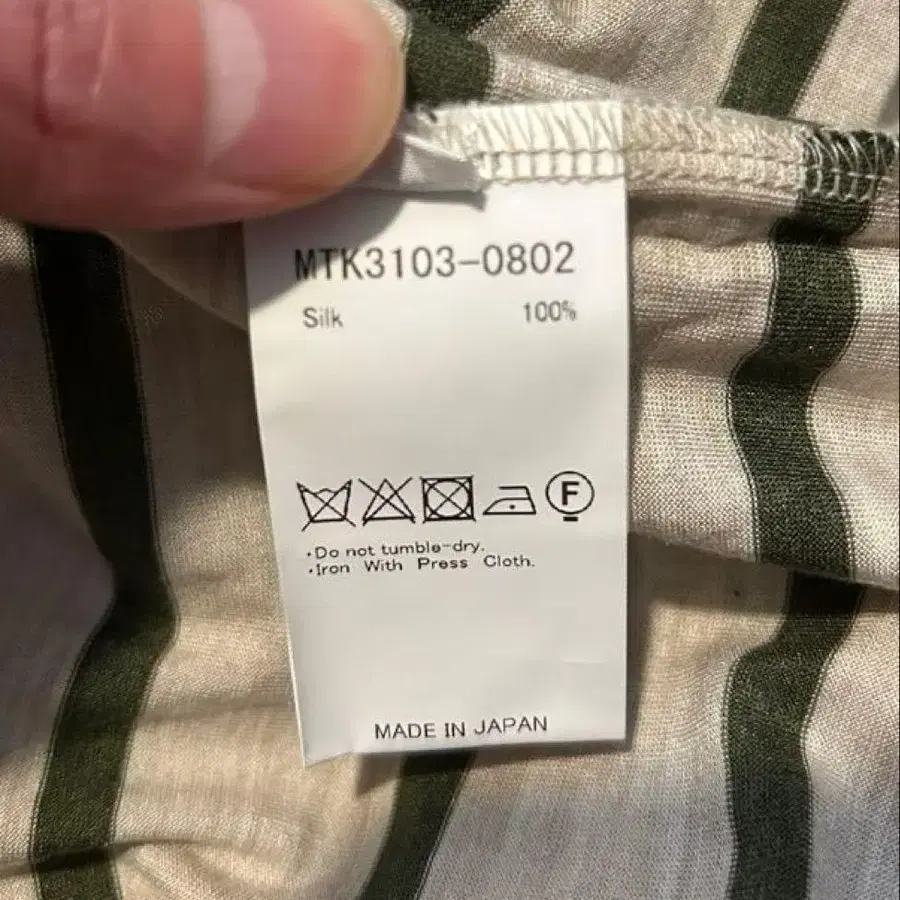 MTK3103-0802
Silk 100%
F
・Do not tumble-dry.
・Iron With Press Cloth.
MADE IN JAPAN